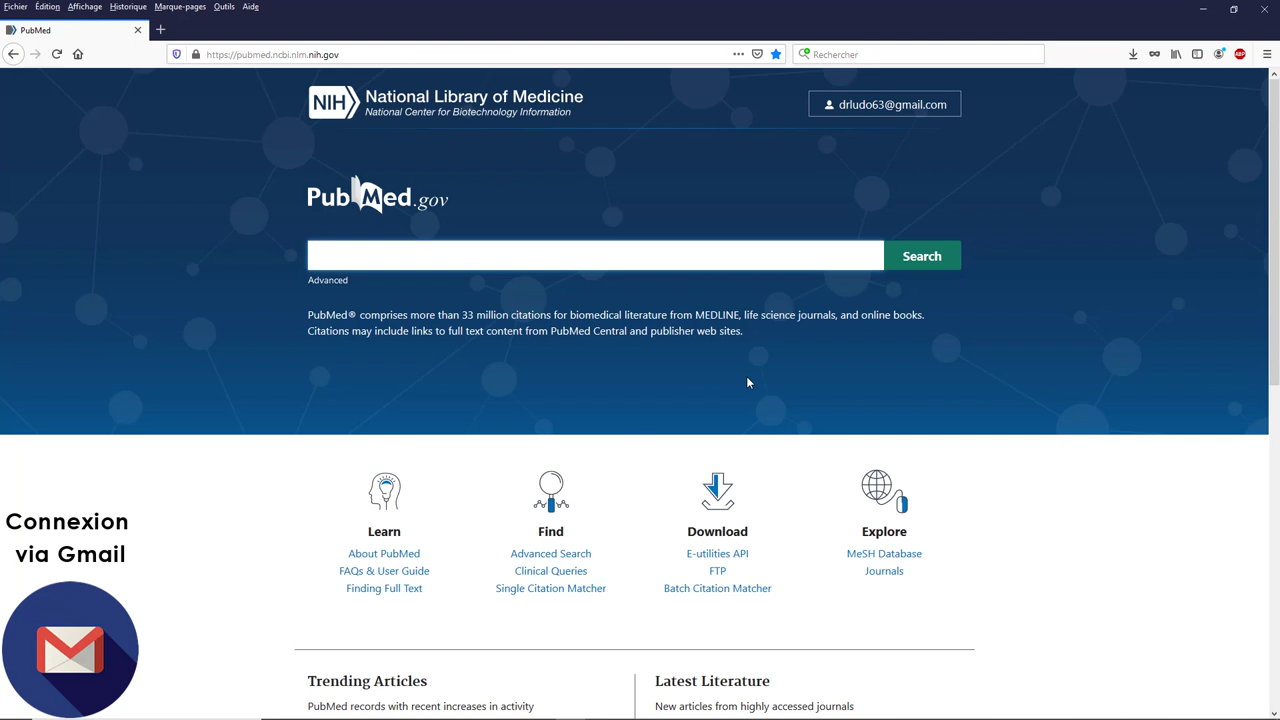 Fichier Édition Affichage Historique Marque-pages Outils Aide
PubMed
https://pubmed.ncbi.nlm.nih.gov
Rechercher
ABP
NIH National Library of Medicine
National Center for Biotechnology Information
drludo63@gmail.com
PubMed.gov
Search
Advanced
PubMed® comprises more than 33 million citations for biomedical literature from MEDLINE, life science journals, and online books.
Citations may include links to full text content from PubMed Central and publisher web sites.
Connexion
via Gmail
Learn
About PubMed
FAQs & User Guide
Finding Full Text
Find
Advanced Search
Clinical Queries
Single Citation Matcher
Download
E-utilities API
FTP
Batch Citation Matcher
Explore
MeSH Database
Journals
Trending Articles
PubMed records with recent increases in activity
Latest Literature
New articles from highly accessed journals